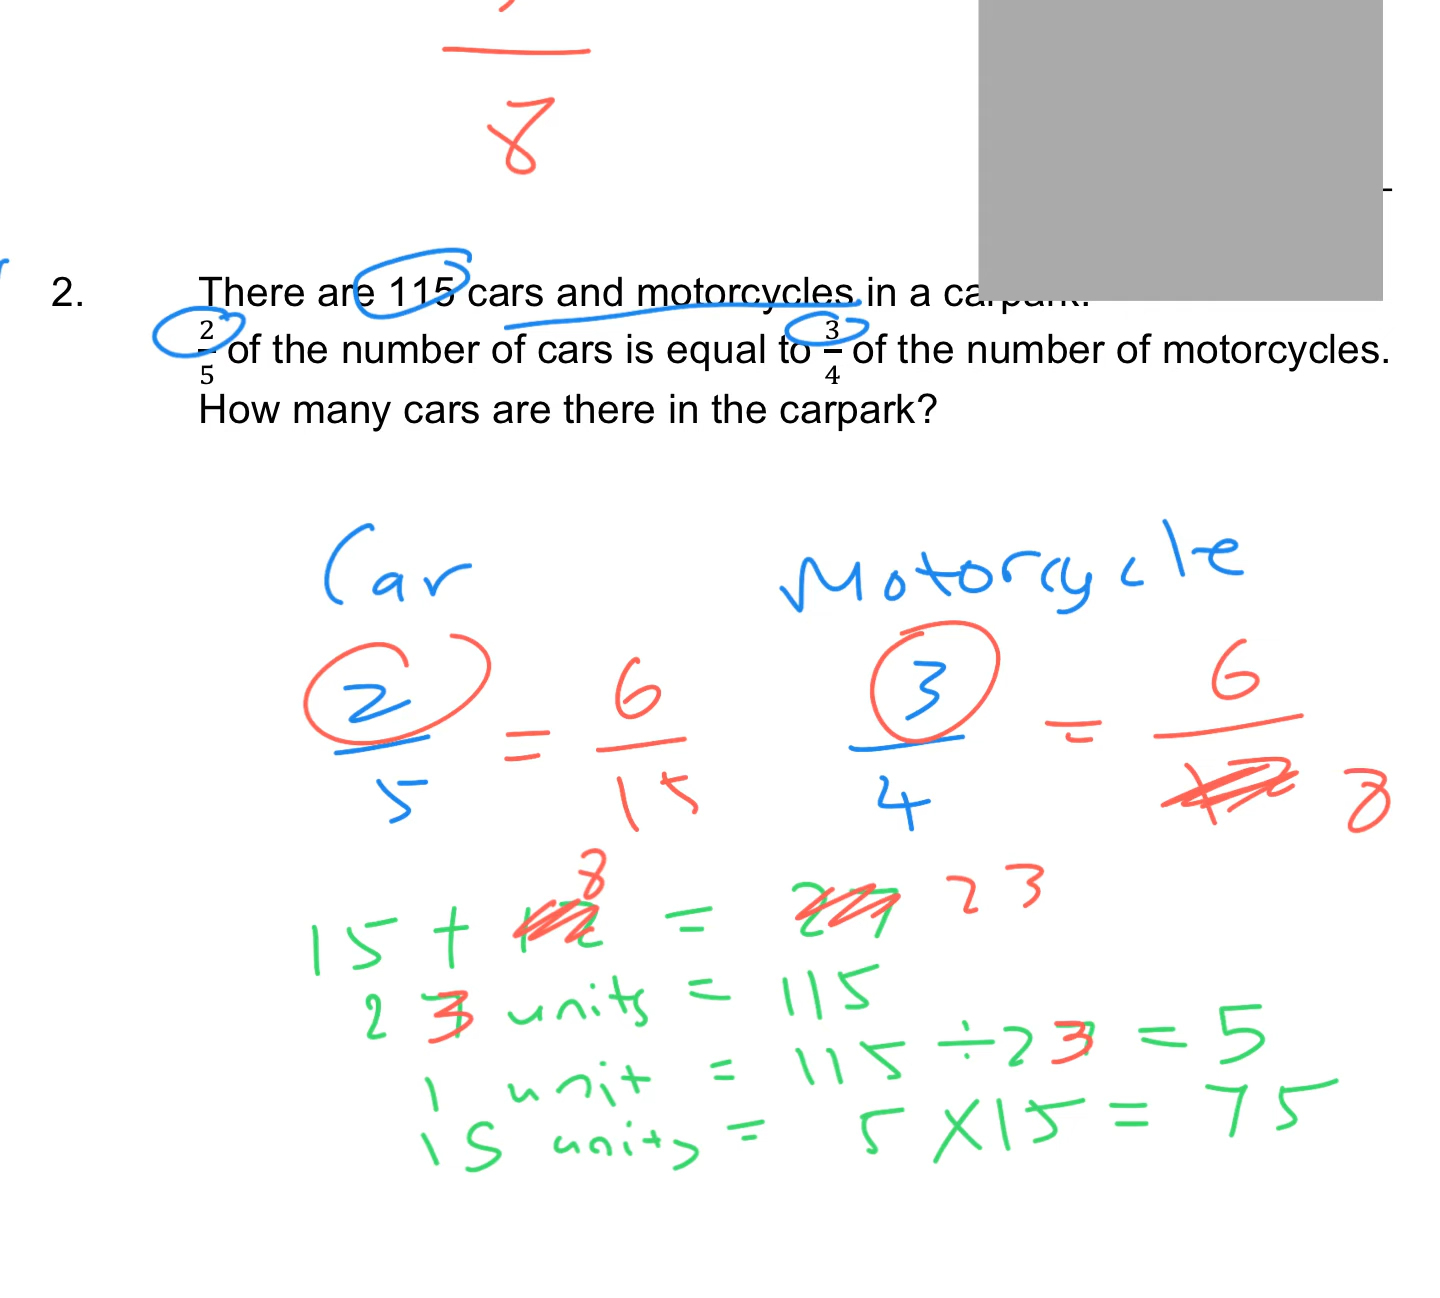 8
2. There are 115 cars and motorcycles in a carpark.
2/5 of the number of cars is equal to 3/4 of the number of motorcycles.
How many cars are there in the carpark?
Car Motorcycle
2/5 = 6/15 3/4 = 6/8
15 + 8 = 23
23 units = 115
1 unit = 115 ÷ 23 = 5
15 units = 5 × 15 = 75